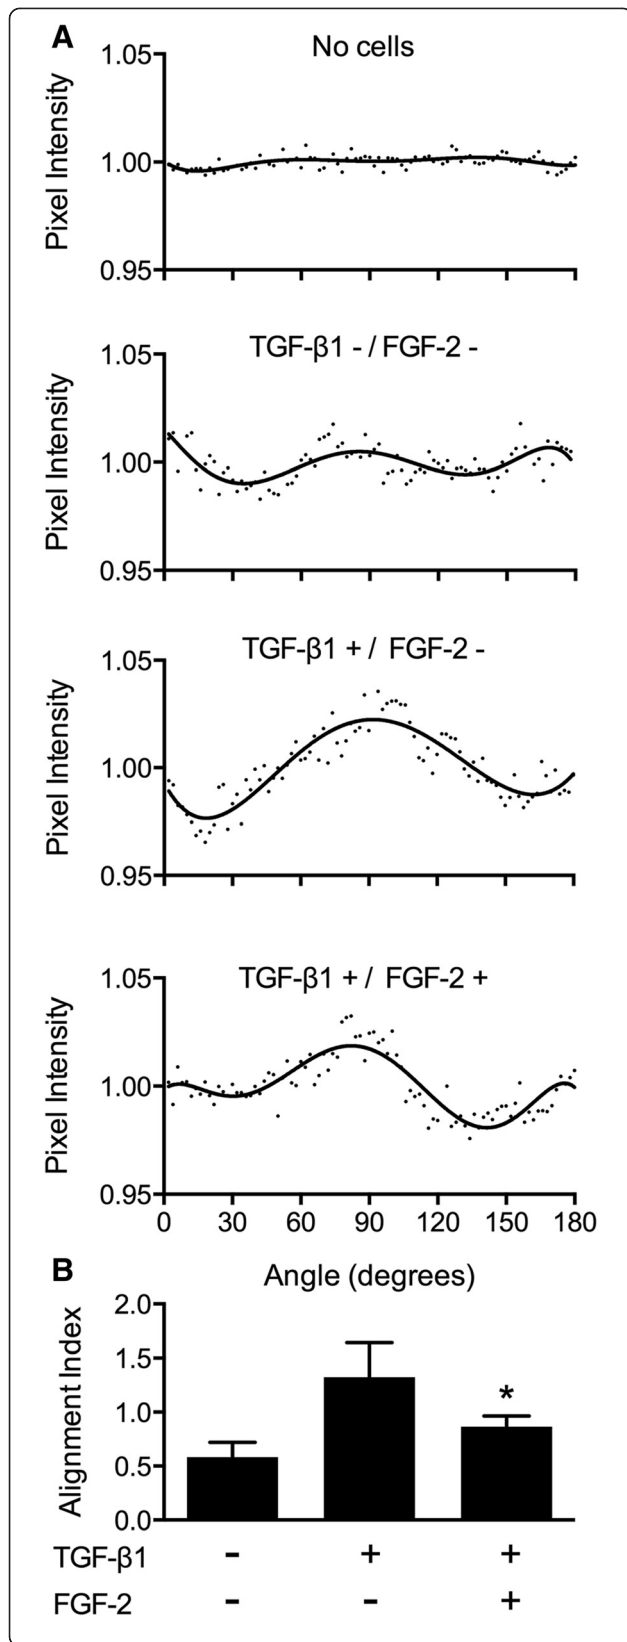 A
No cells
1.05
1.00
0.95
Pixel Intensity
TGF-β1 - / FGF-2 -
1.05
1.00
0.95
Pixel Intensity
TGF-β1 + / FGF-2 -
1.05
1.00
0.95
Pixel Intensity
TGF-β1 + / FGF-2 +
1.05
1.00
0.95
Pixel Intensity
0 30 60 90 120 150 180
Angle (degrees)
B
2.0
1.5
1.0
0.5
0.0
Alignment Index
*
TGF-β1 - + +
FGF-2 - - +